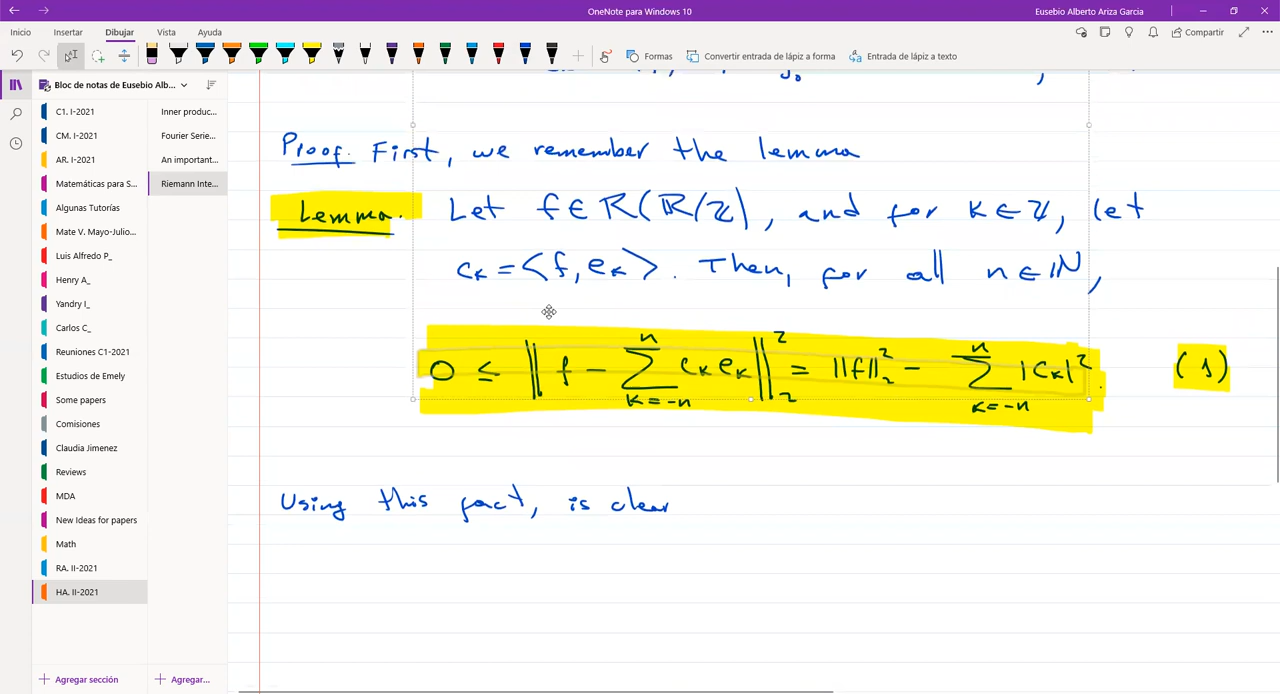 OneNote para Windows 10
Eusebio Alberto Ariza Garcia
Inicio Insertar Dibujar Vista Ayuda
Compartir
Formas
Convertir entrada de lápiz a forma
Entrada de lápiz a texto
Bloc de notas de Eusebio Alb...
C1. I-2021
CM. I-2021
AR. I-2021
Matemáticas para S...
Algunas Tutorías
Mate V. Mayo-Julio...
Luis Alfredo P_
Henry A_
Yandry I_
Carlos C_
Reuniones C1-2021
Estudios de Emely
Some papers
Comisiones
Claudia Jimenez
Reviews
MDA
New Ideas for papers
Math
RA. II-2021
HA. II-2021
Agregar sección
Inner produc...
Fourier Serie...
An important...
Riemann Inte...
Agregar...
Proof. First, we remember the lemma
Lemma. Let f ∈ R(ℝ/ℤ), and for k ∈ ℤ, let
c_k = <f, e_k>. Then, for all n ∈ ℕ,
0 ≤ ‖f − ∑_{k=-n}^{n} c_k e_k‖_2^2 = ‖f‖_2^2 − ∑_{k=-n}^{n} |c_k|^2. (1)
Using this fact, is clear